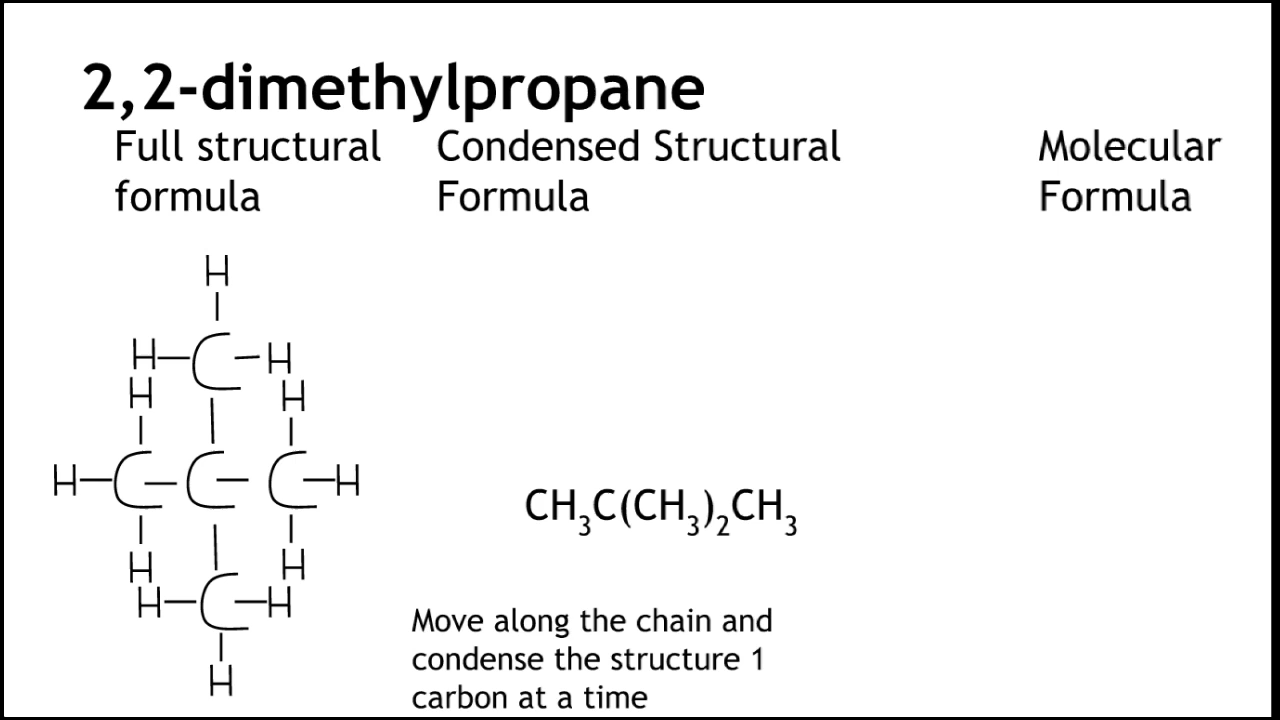 2,2-dimethylpropane
Full structural
formula
Condensed Structural
Formula
Molecular
Formula
H
H—C—H
H H
H—C—C—C—H
H H
H—C—H
H
CH₃C(CH₃)₂CH₃
Move along the chain and
condense the structure 1
carbon at a time